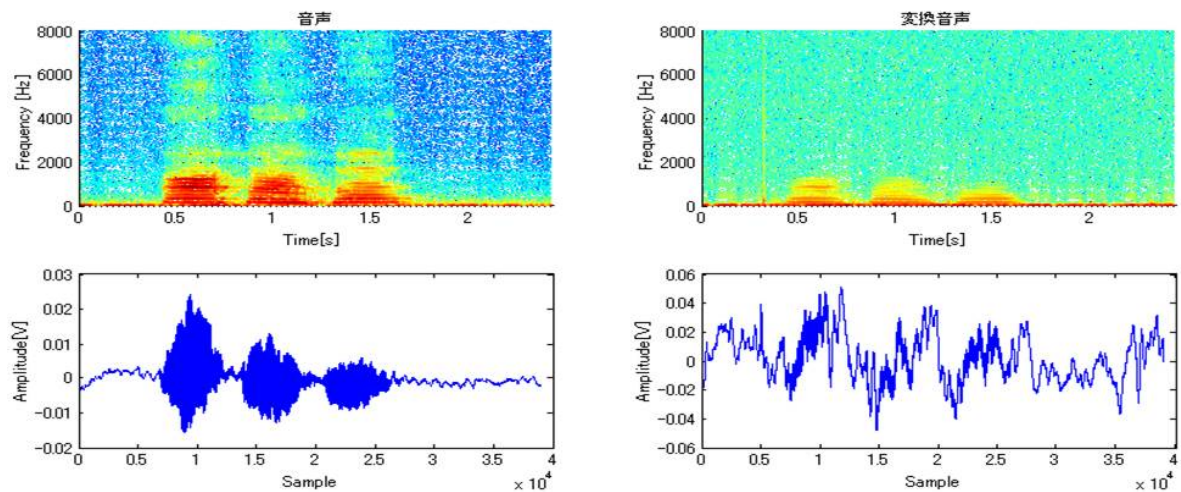 音声
8000
6000
4000
2000
0
Frequency [Hz]
0 0.5 1 1.5 2
Time[s]
変換音声
8000
6000
4000
2000
0
Frequency [Hz]
0 0.5 1 1.5 2
Time[s]
0.03
0.02
0.01
0
−0.01
−0.02
Amplitude[V]
0 0.5 1 1.5 2 2.5 3 3.5 4
Sample
× 10⁴
0.06
0.04
0.02
0
−0.02
−0.04
−0.06
Amplitude[V]
0 0.5 1 1.5 2 2.5 3 3.5 4
Sample
× 10⁴